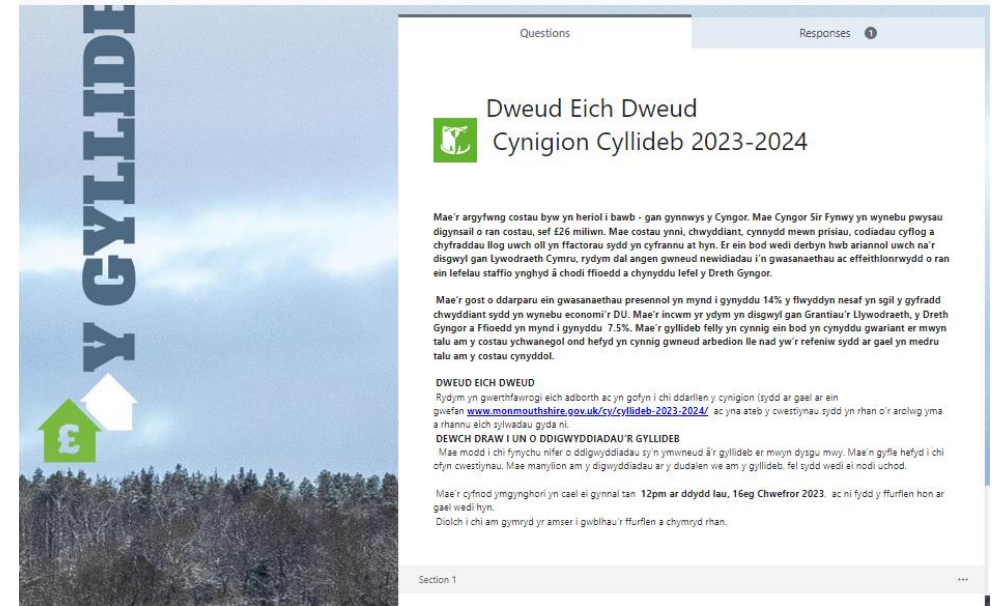 Y GYLLIDE
£
Questions
Responses 1
Dweud Eich Dweud
Cynigion Cyllideb 2023-2024
Mae'r argyfwng costau byw yn heriol i bawb - gan gynnwys y Cyngor. Mae Cyngor Sir Fynwy yn wynebu pwysau
digynsail o ran costau, sef £26 miliwn. Mae costau ynni, chwyddiant, cynnydd mewn prisiau, codiadau cyflog a
chyfraddau llog uwch oll yn ffactorau sydd yn cyfrannu at hyn. Er ein bod wedi derbyn hwb ariannol uwch na'r
disgwyl gan Lywodraeth Cymru, rydym dal angen gwneud newidiadau i'n gwasanaethau ac effeithlonrwydd o ran
ein lefelau staffio ynghyd â chodi ffioedd a chynyddu lefel y Dreth Gyngor.
Mae'r gost o ddarparu ein gwasanaethau presennol yn mynd i gynyddu 14% y flwyddyn nesaf yn sgil y gyfradd
chwyddiant sydd yn wynebu economi'r DU. Mae'r incwm yr ydym yn disgwyl gan Grantiau'r Llywodraeth, y Dreth
Gyngor a Ffioedd yn mynd i gynyddu 7.5%. Mae'r gyllideb felly yn cynnig ein bod yn cynyddu gwariant er mwyn
talu am y costau ychwanegol ond hefyd yn cynnig gwneud arbedion lle nad yw'r refeniw sydd ar gael yn medru
talu am y costau cynyddol.
DWEUD EICH DWEUD
Rydym yn gwerthfawrogi eich adborth ac yn gofyn i chi ddarllen y cynigion (sydd ar gael ar ein
gwefan www.monmouthshire.gov.uk/cy/cyllideb-2023-2024/ ac yna ateb y cwestiynau sydd yn rhan o'r arolwg yma
a rhannu eich sylwadau gyda ni.
DEWCH DRAW I UN O DDIGWYDDIADAU'R GYLLIDEB
Mae modd i chi fynychu nifer o ddigwyddiadau sy'n ymwneud â'r gyllideb er mwyn dysgu mwy. Mae'n gyfle hefyd i chi
ofyn cwestiynau. Mae manylion am y digwyddiadau ar y dudalen we am y gyllideb, fel sydd wedi ei nodi uchod.
Mae'r cyfnod ymgynghori yn cael ei gynnal tan 12pm ar ddydd Iau, 16eg Chwefror 2023, ac ni fydd y ffurflen hon ar
gael wedi hyn.
Diolch i chi am gymryd yr amser i gwblhau'r ffurflen a chymryd rhan.
Section 1
...